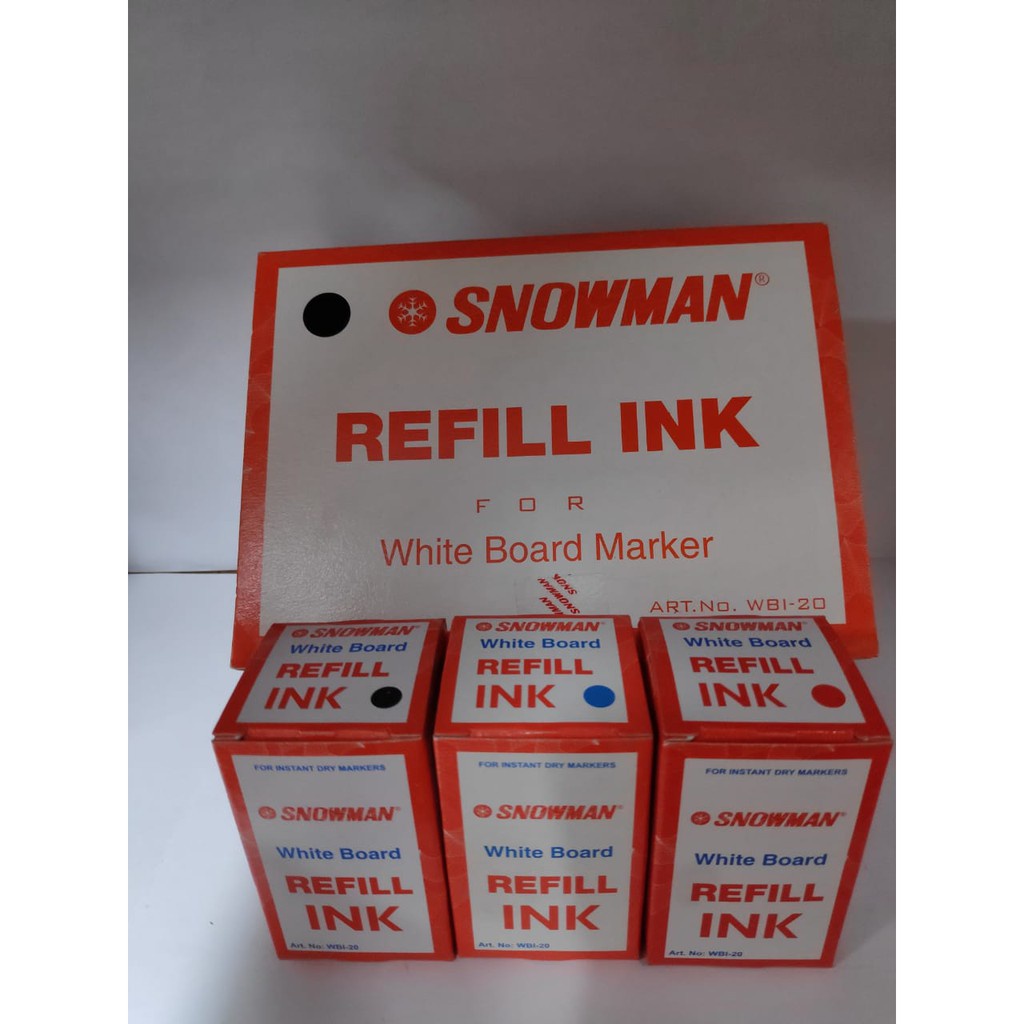 SNOWMAN®
REFILL INK
FOR
White Board Marker
SNOWMAN
ART.No. WBI-20
SNOWMAN
White Board
REFILL
INK
SNOWMAN
White Board
REFILL
INK
SNOWMAN
White Board
REFILL
INK
FOR INSTANT DRY MARKERS
SNOWMAN®
White Board
REFILL
INK
Art. No: WBI-20
FOR INSTANT DRY MARKERS
SNOWMAN®
White Board
REFILL
INK
Art. No: WBI-20
FOR INSTANT DRY MARKERS
SNOWMAN®
White Board
REFILL
INK
Art. No: WBI-20